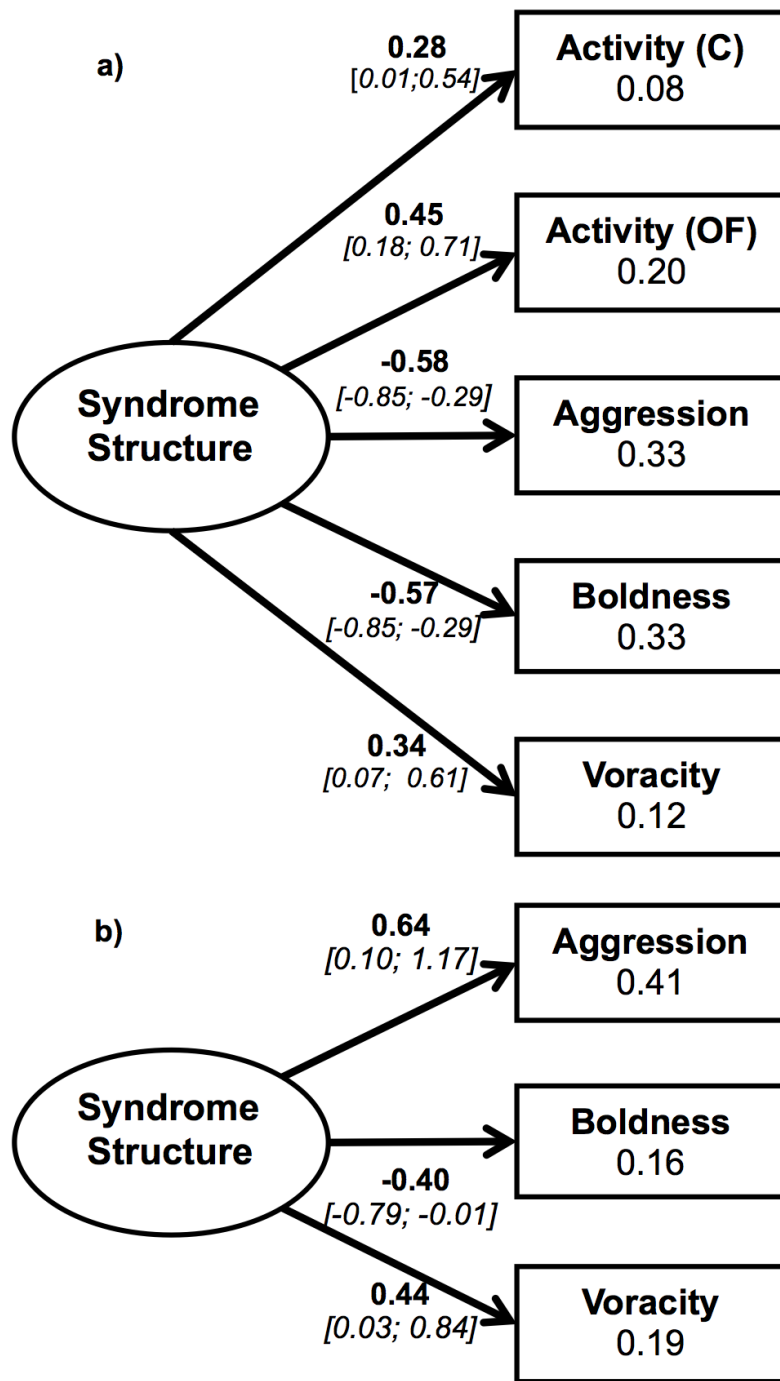 a)
0.28
[0.01;0.54]
Activity (C)
0.08
0.45
[0.18; 0.71]
Activity (OF)
0.20
Syndrome
Structure
-0.58
[-0.85; -0.29]
Aggression
0.33
-0.57
[-0.85; -0.29]
Boldness
0.33
0.34
[0.07; 0.61]
Voracity
0.12
b)
0.64
[0.10; 1.17]
Aggression
0.41
Syndrome
Structure
Boldness
0.16
-0.40
[-0.79; -0.01]
0.44
[0.03; 0.84]
Voracity
0.19